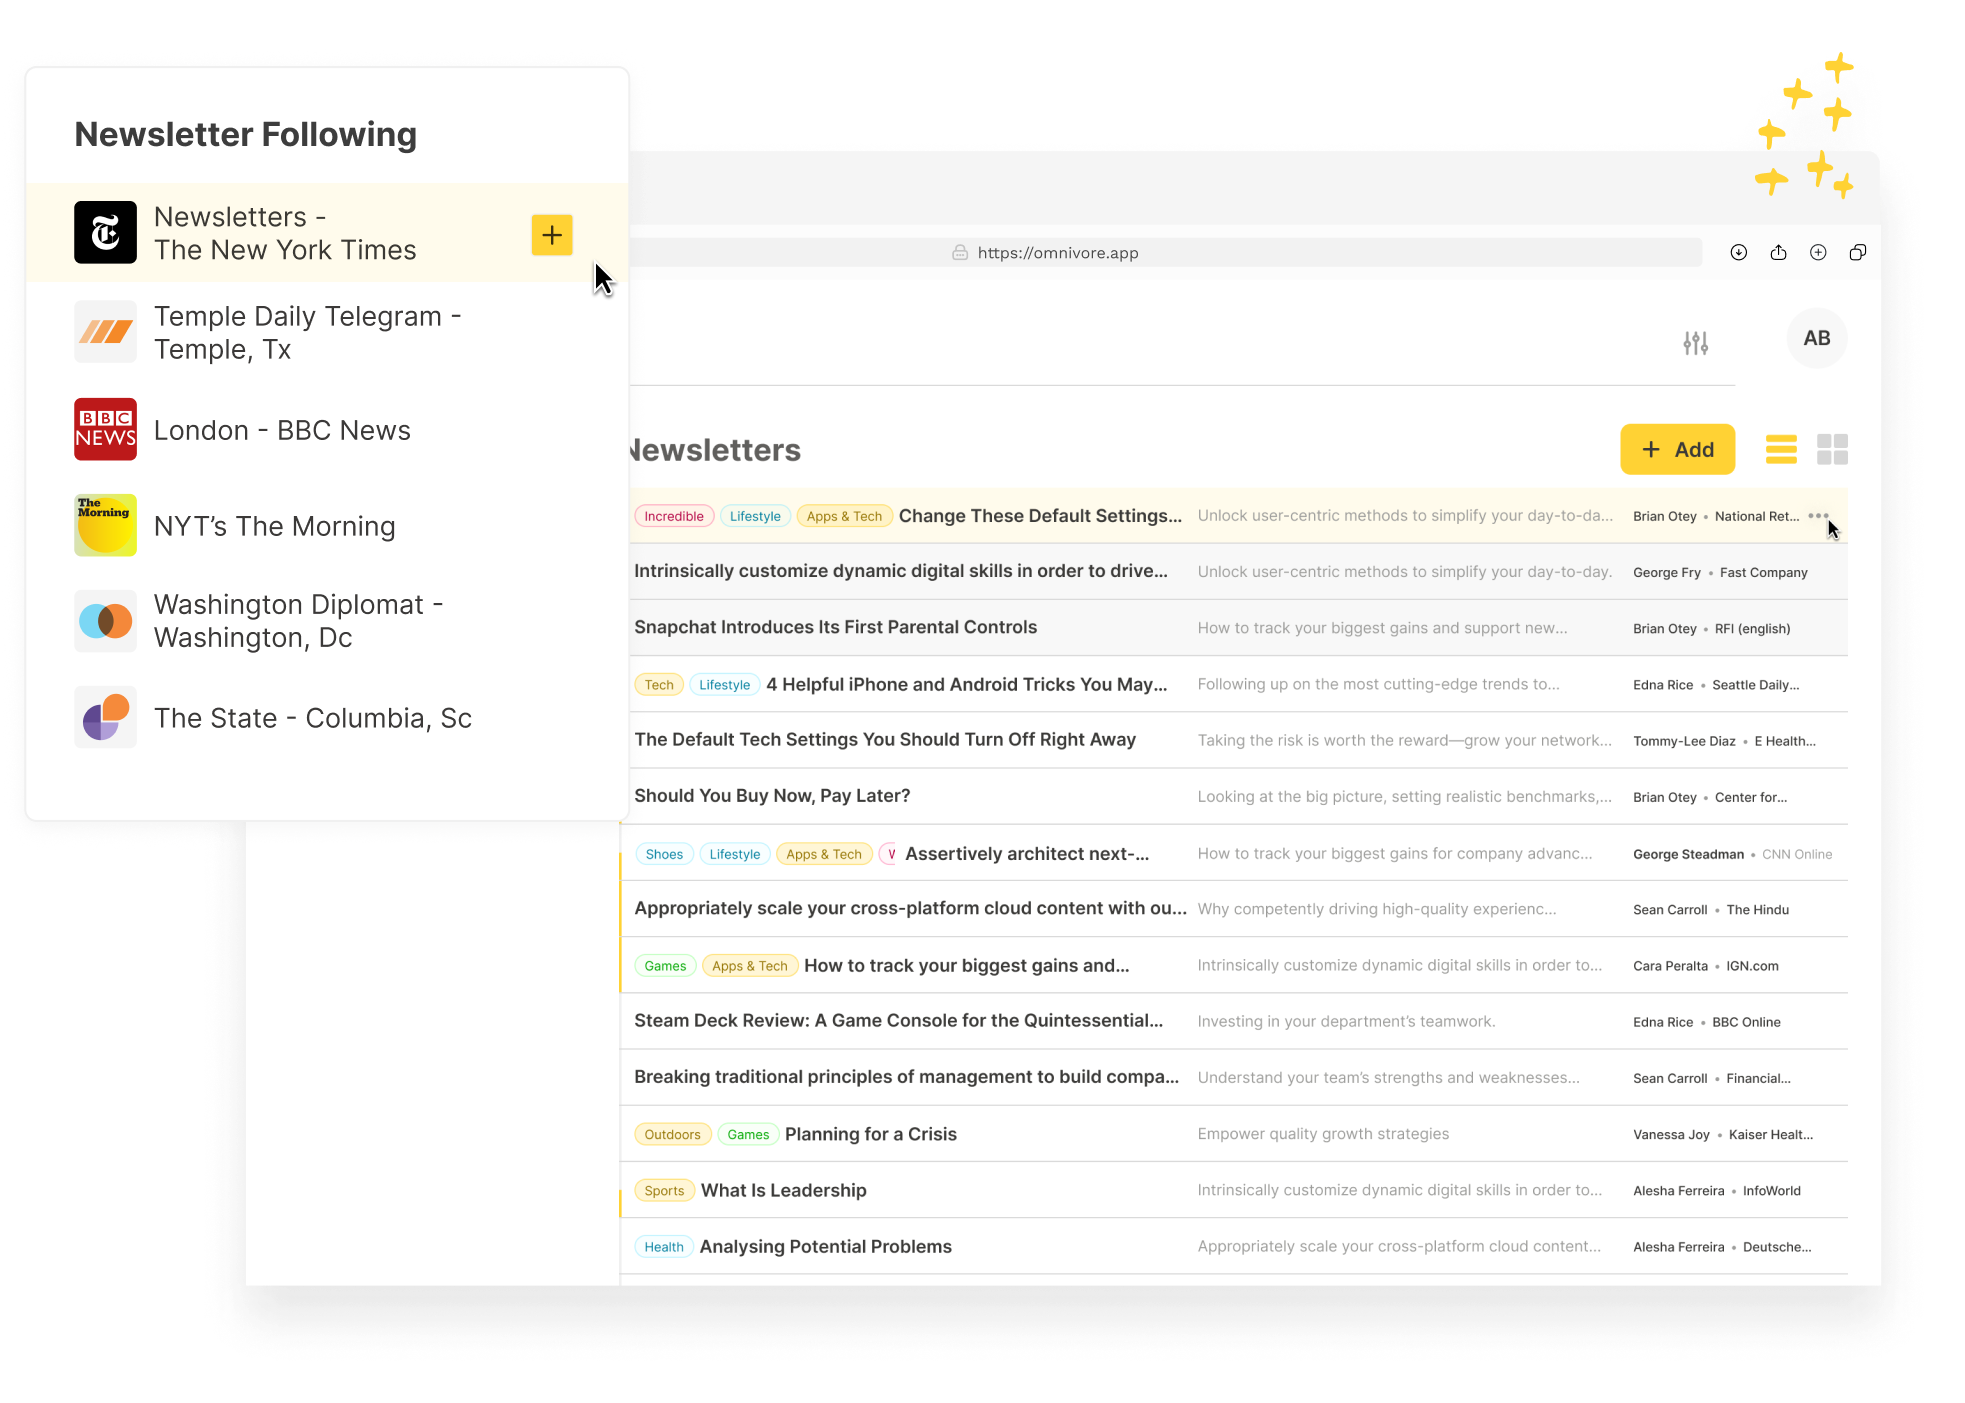 Newsletter Following
Newsletters -
The New York Times
Temple Daily Telegram -
Temple, Tx
BBC
NEWS
London - BBC News
The
Morning
NYT’s The Morning
Washington Diplomat -
Washington, Dc
The State - Columbia, Sc
https://omnivore.app
AB
Newsletters
+ Add
Incredible Lifestyle Apps & Tech Change These Default Settings... Unlock user-centric methods to simplify your day-to-da... Brian Otey • National Ret...
Intrinsically customize dynamic digital skills in order to drive... Unlock user-centric methods to simplify your day-to-day. George Fry • Fast Company
Snapchat Introduces Its First Parental Controls How to track your biggest gains and support new... Brian Otey • RFI (english)
Tech Lifestyle 4 Helpful iPhone and Android Tricks You May... Following up on the most cutting-edge trends to... Edna Rice • Seattle Daily...
The Default Tech Settings You Should Turn Off Right Away Taking the risk is worth the reward—grow your network... Tommy-Lee Diaz • E Health...
Should You Buy Now, Pay Later? Looking at the big picture, setting realistic benchmarks,... Brian Otey • Center for...
Shoes Lifestyle Apps & Tech Assertively architect next-... How to track your biggest gains for company advanc... George Steadman • CNN Online
Appropriately scale your cross-platform cloud content with ou... Why competently driving high-quality experienc... Sean Carroll • The Hindu
Games Apps & Tech How to track your biggest gains and... Intrinsically customize dynamic digital skills in order to... Cara Peralta • IGN.com
Steam Deck Review: A Game Console for the Quintessential... Investing in your department’s teamwork. Edna Rice • BBC Online
Breaking traditional principles of management to build compa... Understand your team’s strengths and weaknesses... Sean Carroll • Financial...
Outdoors Games Planning for a Crisis Empower quality growth strategies Vanessa Joy • Kaiser Healt...
Sports What Is Leadership Intrinsically customize dynamic digital skills in order to... Alesha Ferreira • InfoWorld
Health Analysing Potential Problems Appropriately scale your cross-platform cloud content... Alesha Ferreira • Deutsche...